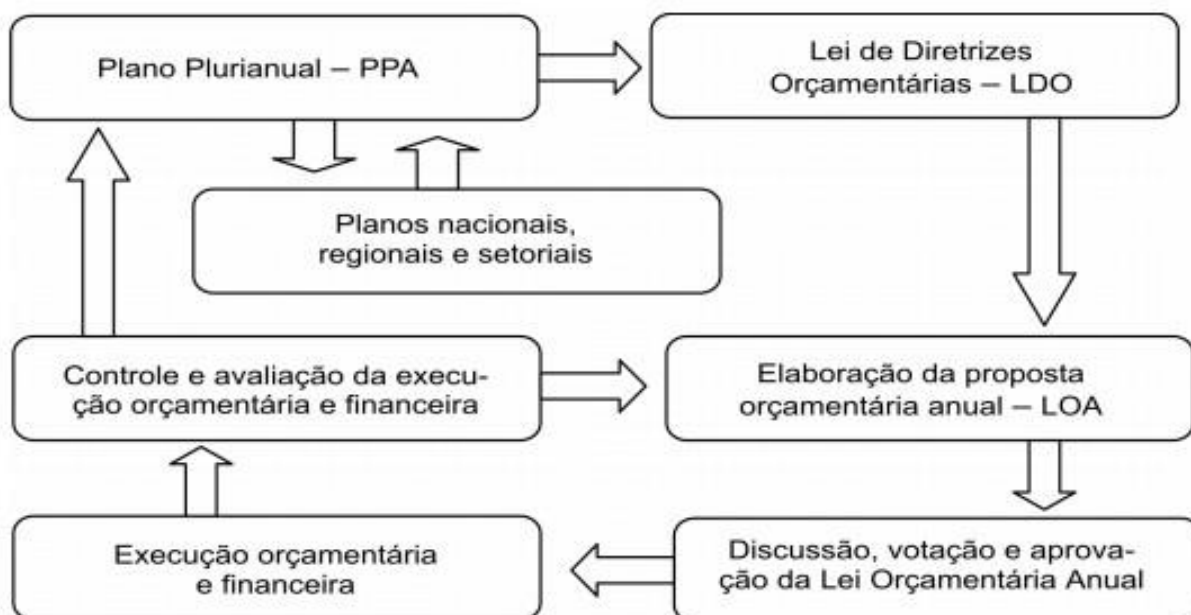 Plano Plurianual – PPA
Lei de Diretrizes
Orçamentárias – LDO
Planos nacionais,
regionais e setoriais
Controle e avaliação da execu-
ção orçamentária e financeira
Elaboração da proposta
orçamentária anual – LOA
Execução orçamentária
e financeira
Discussão, votação e aprova-
ção da Lei Orçamentária Anual